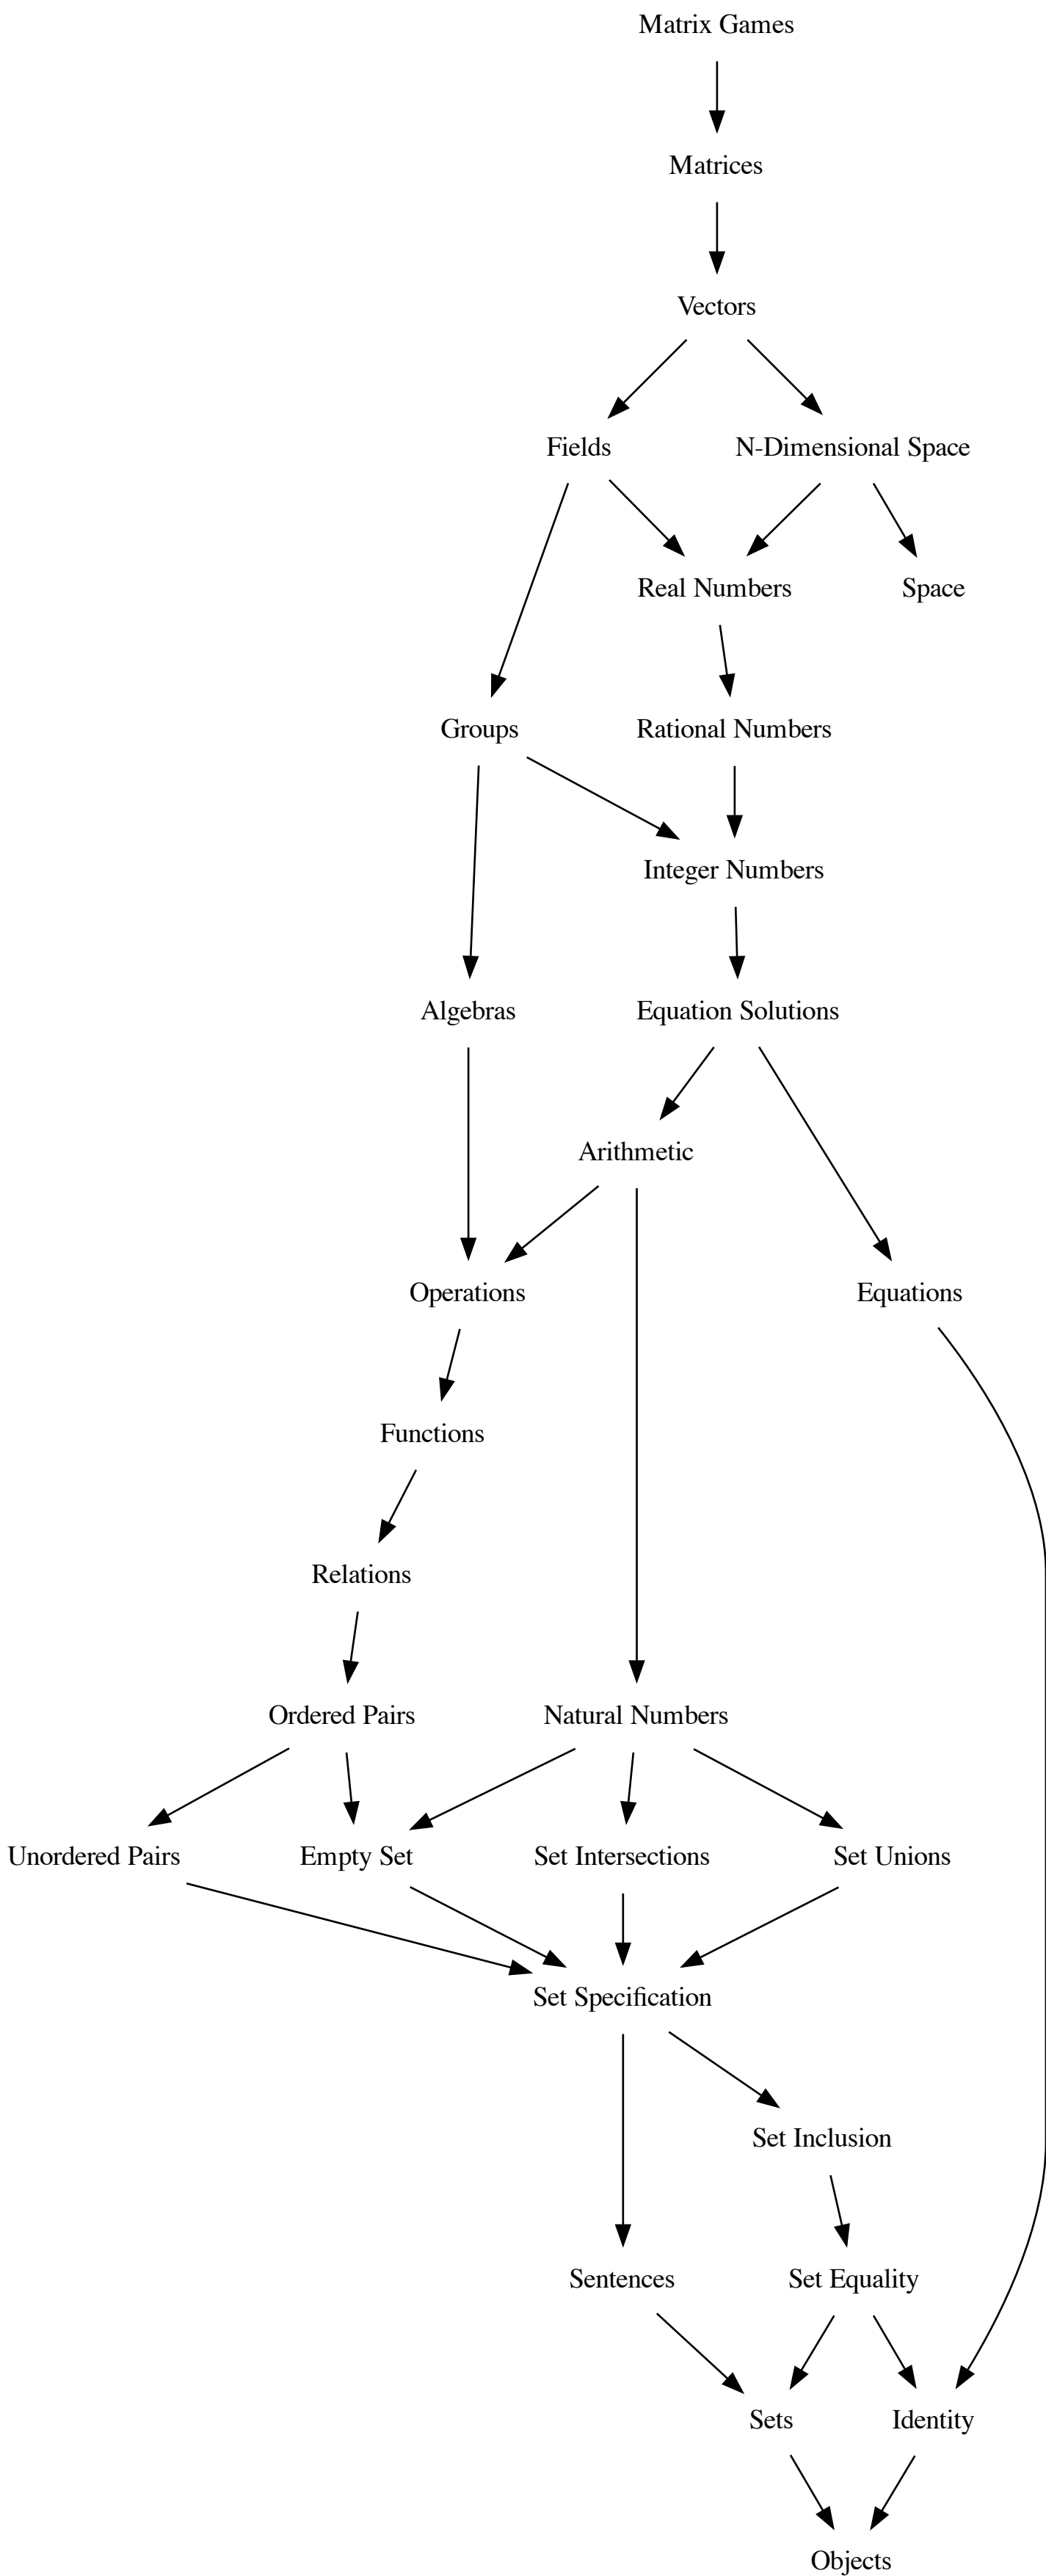 Matrix Games
Matrices
Vectors
Fields
N-Dimensional Space
Real Numbers
Space
Groups
Rational Numbers
Integer Numbers
Algebras
Equation Solutions
Arithmetic
Operations
Equations
Functions
Relations
Ordered Pairs
Natural Numbers
Unordered Pairs
Empty Set
Set Intersections
Set Unions
Set Specification
Set Inclusion
Sentences
Set Equality
Sets
Identity
Objects